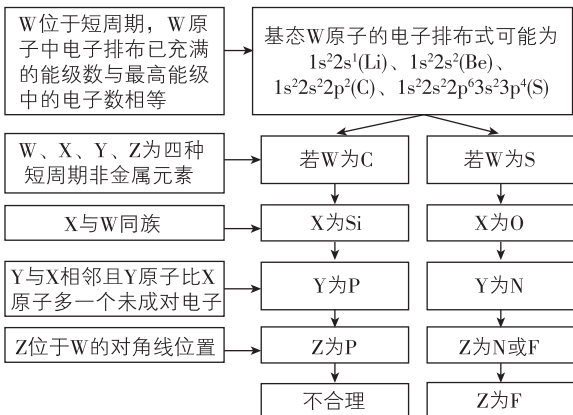 W位于短周期，W原
子中电子排布已充满
的能级数与最高能级
中的电子数相等
基态W原子的电子排布式可能为
1s²2s¹(Li)、1s²2s²(Be)、
1s²2s²2p²(C)、1s²2s²2p⁶3s²3p⁴(S)
W、X、Y、Z为四种
短周期非金属元素
若W为C
若W为S
X与W同族
X为Si
X为O
Y与X相邻且Y原子比X
原子多一个未成对电子
Y为P
Y为N
Z位于W的对角线位置
Z为P
Z为N或F
不合理
Z为F